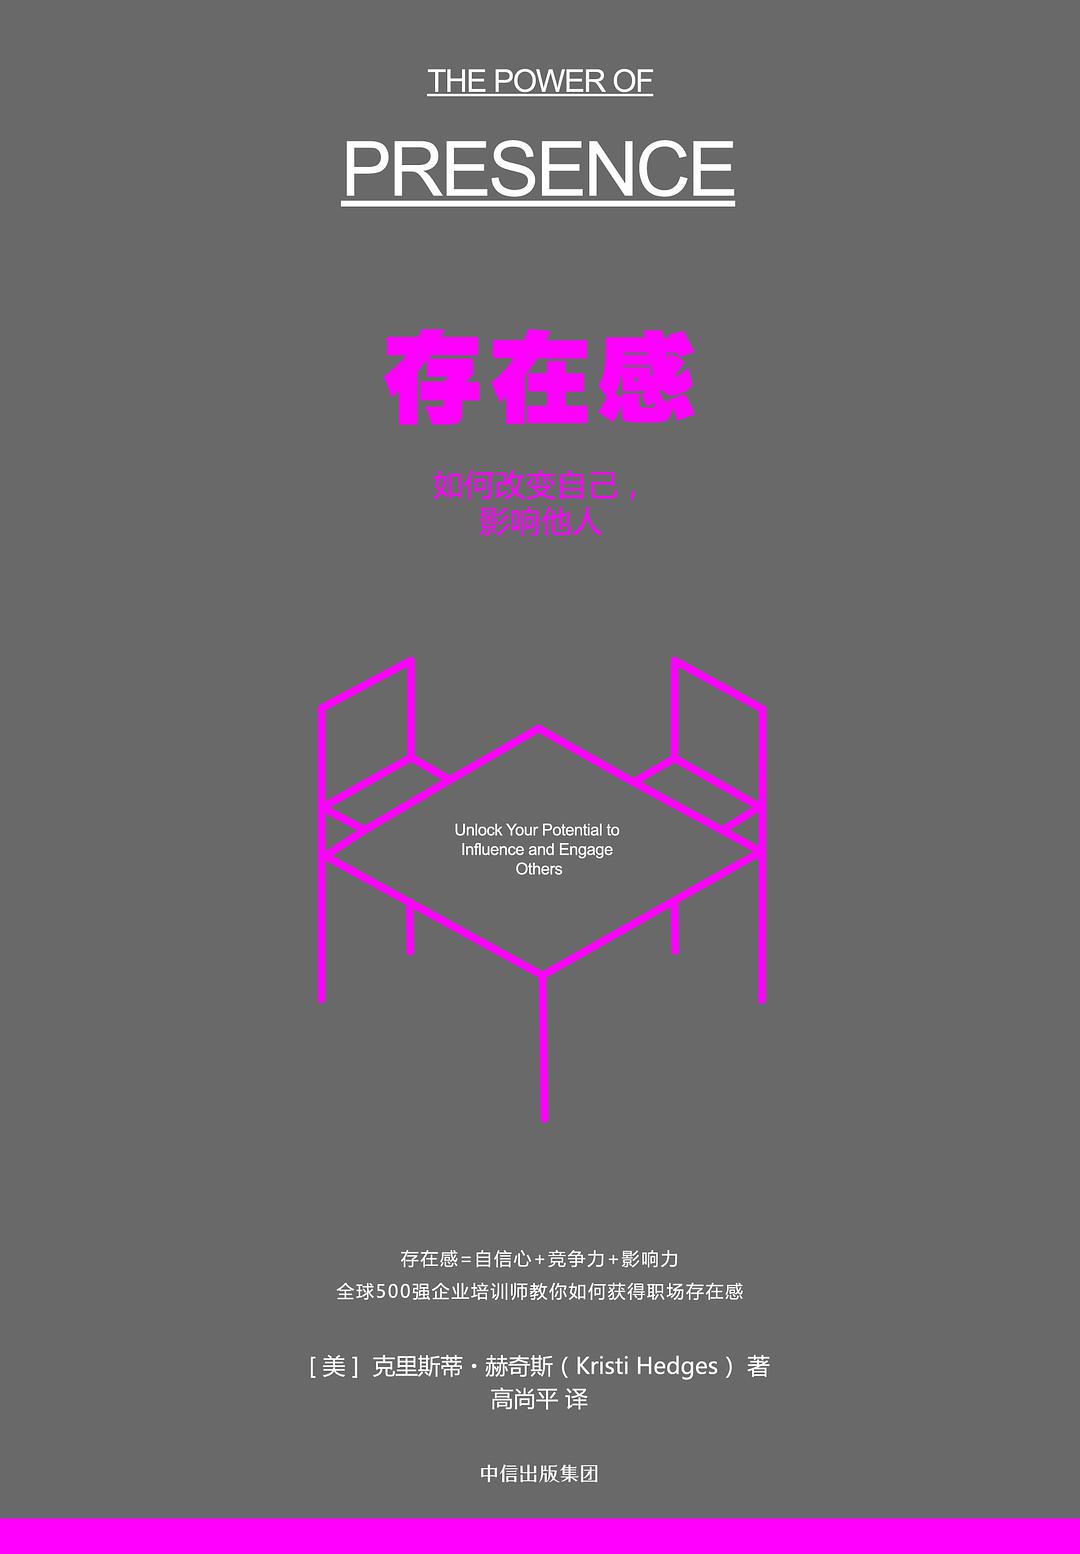 THE POWER OF
PRESENCE
存在感
如何改变自己，
影响他人
Unlock Your Potential to
Influence and Engage
Others
存在感=自信心+竞争力+影响力
全球500强企业培训师教你如何获得职场存在感
[ 美 ] 克里斯蒂·赫奇斯（Kristi Hedges）著
高尚平 译
中信出版集团